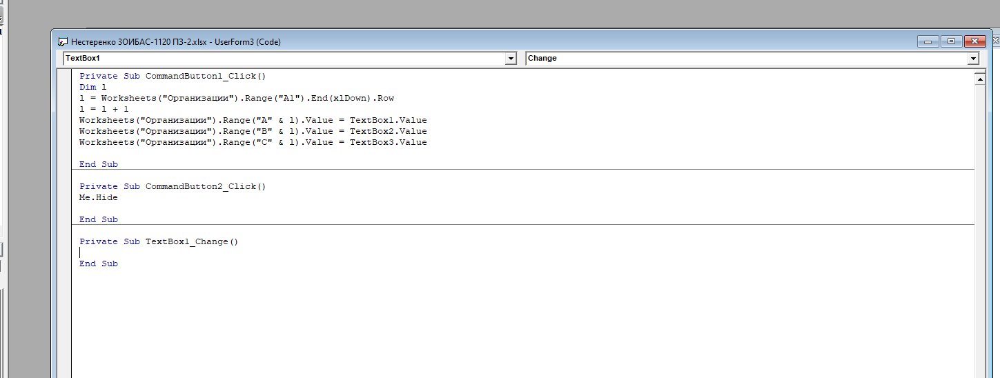 Нестеренко ЗОИБАС-1120 ПЗ-2.xlsx - UserForm3 (Code)
TextBox1
Change
Private Sub CommandButton1_Click()
Dim l
l = Worksheets("Организации").Range("A1").End(xlDown).Row
l = l + 1
Worksheets("Организации").Range("A" & l).Value = TextBox1.Value
Worksheets("Организации").Range("B" & l).Value = TextBox2.Value
Worksheets("Организации").Range("C" & l).Value = TextBox3.Value
End Sub
Private Sub CommandButton2_Click()
Me.Hide
End Sub
Private Sub TextBox1_Change()
End Sub